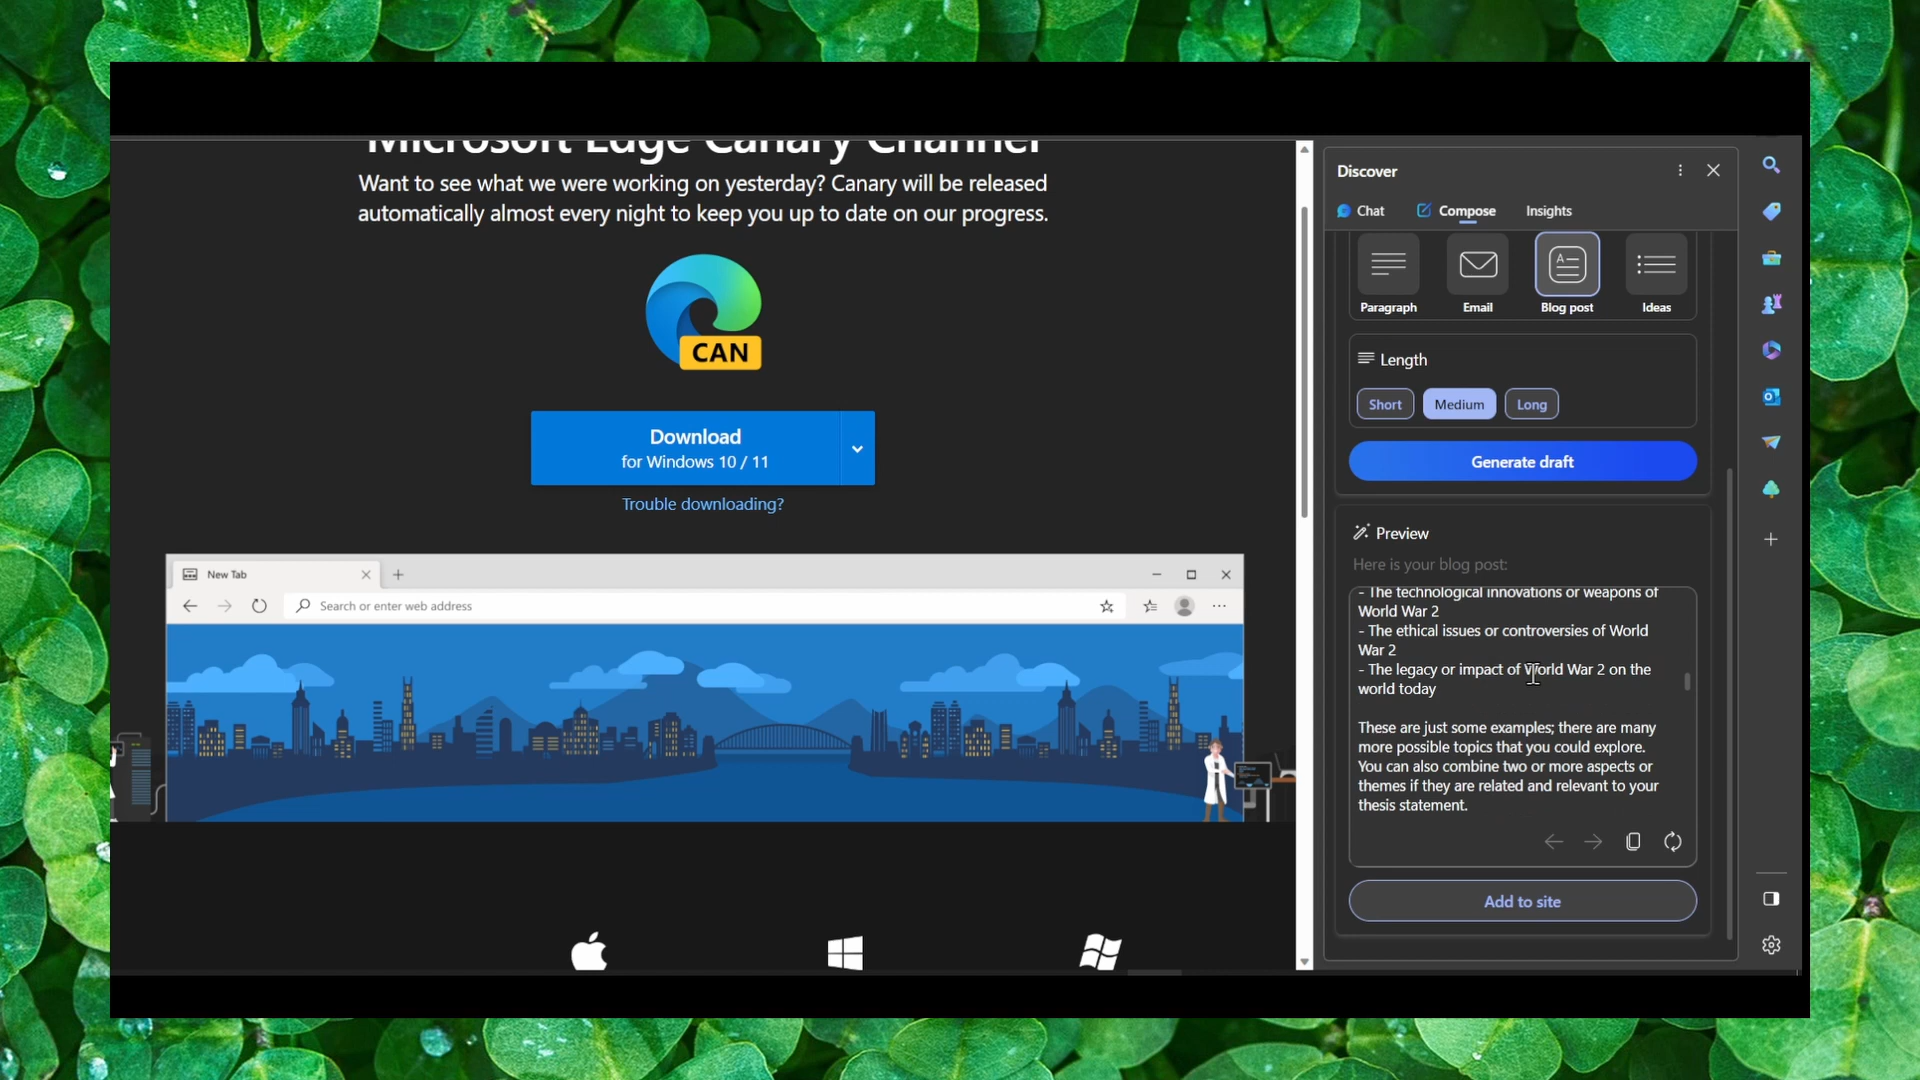 Microsoft Edge Canary Channel
Want to see what we were working on yesterday? Canary will be released
automatically almost every night to keep you up to date on our progress.
CAN
Download
for Windows 10 / 11
Trouble downloading?
New Tab
Search or enter web address
Discover
Chat
Compose
Insights
Paragraph
Email
Blog post
Ideas
Length
Short
Medium
Long
Generate draft
Preview
Here is your blog post:
- The technological innovations or weapons of
World War 2
- The ethical issues or controversies of World
War 2
- The legacy or impact of World War 2 on the
world today
These are just some examples; there are many
more possible topics that you could explore.
You can also combine two or more aspects or
themes if they are related and relevant to your
thesis statement.
Add to site